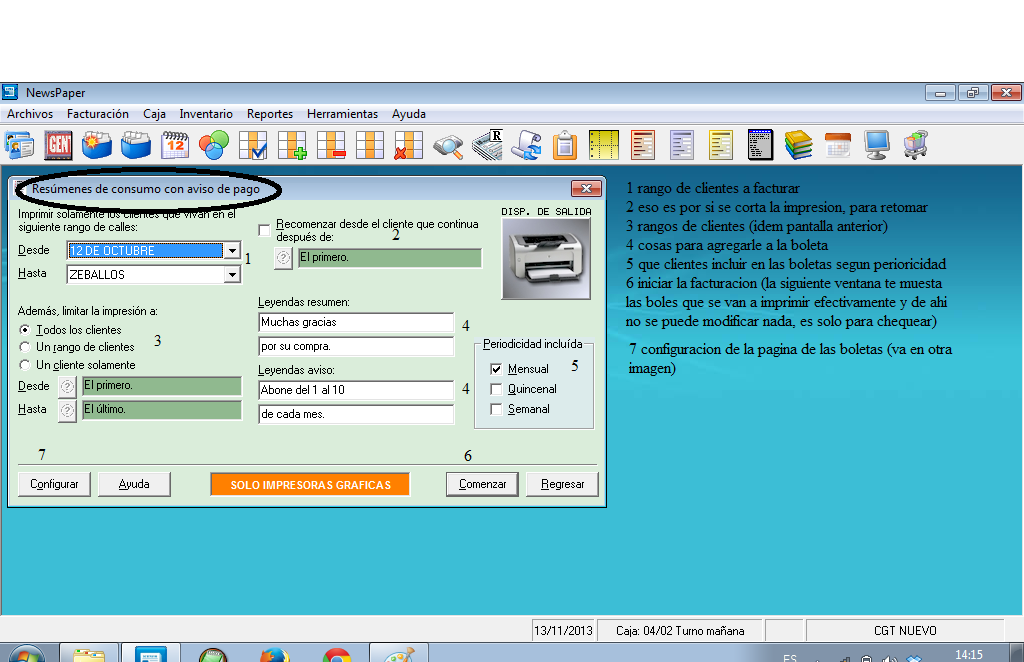 NewsPaper
Archivos Facturación Caja Inventario Reportes Herramientas Ayuda
GENT
12
R
Resúmenes de consumo con aviso de pago
Imprimir solamente los clientes que vivan en el
siguiente rango de calles:
Desde 12 DE OCTUBRE
Hasta ZEBALLOS
1
Recomenzar desde el cliente que continua
después de: 2
El primero.
DISP. DE SALIDA
Además, limitar la impresión a:
Todos los clientes
Un rango de clientes 3
Un cliente solamente
Desde ? El primero.
Hasta ? El último.
Leyendas resumen:
Muchas gracias 4
por su compra.
Leyendas aviso:
Abone del 1 al 10 4
de cada mes.
Periodicidad incluída
Mensual 5
Quincenal
Semanal
7
6
Configurar Ayuda SOLO IMPRESORAS GRAFICAS Comenzar Regresar
1 rango de clientes a facturar
2 eso es por si se corta la impresion, para retomar
3 rangos de clientes (idem pantalla anterior)
4 cosas para agregarle a la boleta
5 que clientes incluir en las boletas segun perioricidad
6 iniciar la facturacion (la siguiente ventana te muesta
las boles que se van a imprimir efectivamente y de ahi
no se puede modificar nada, es solo para chequear)
7 configuracion de la pagina de las boletas (va en otra
imagen)
13/11/2013 Caja: 04/02 Turno mañana CGT NUEVO
ES 14:15